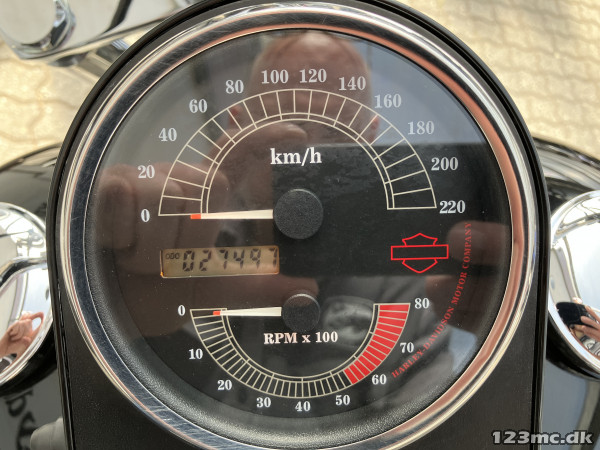 0 20 40 60 80 100 120 140 160 180 200 220
km/h
ODO 027497
0 10 20 30 40 50 60 70 80
RPM x 100
HARLEY-DAVIDSON MOTOR COMPANY
123mc.dk